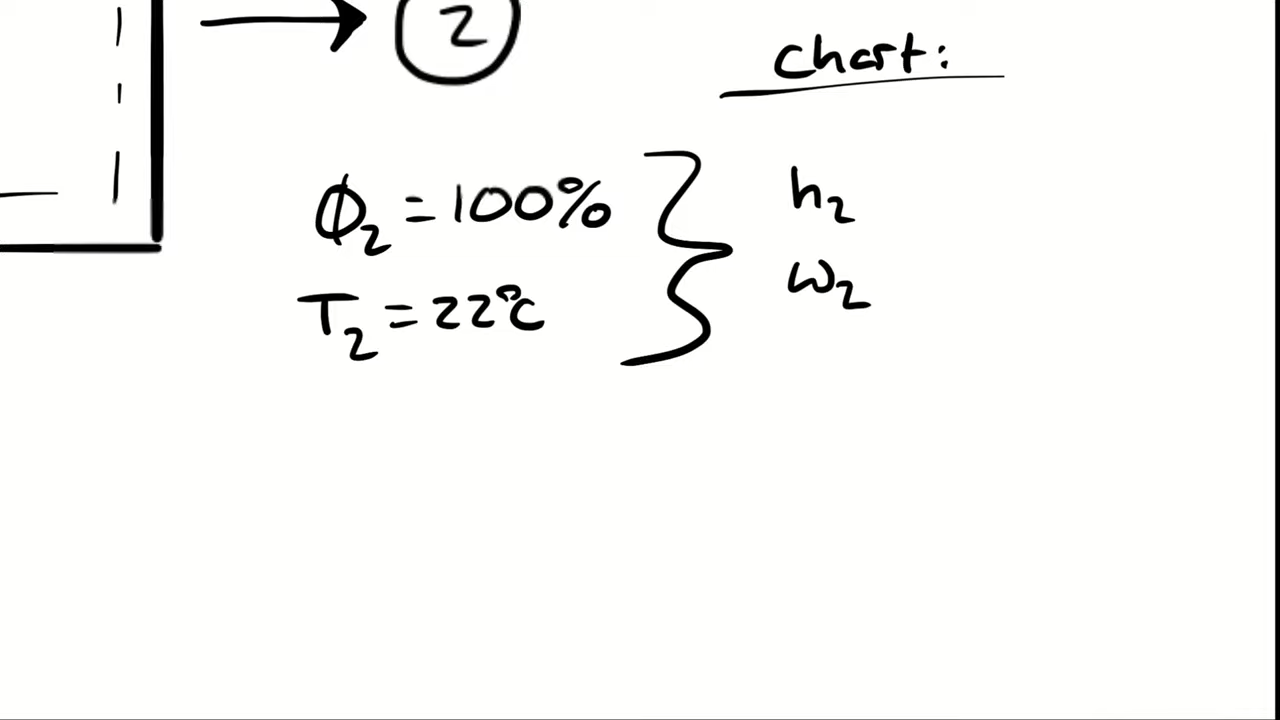 2
Chart:
ϕ₂ = 100%
T₂ = 22°C
h₂
ω₂